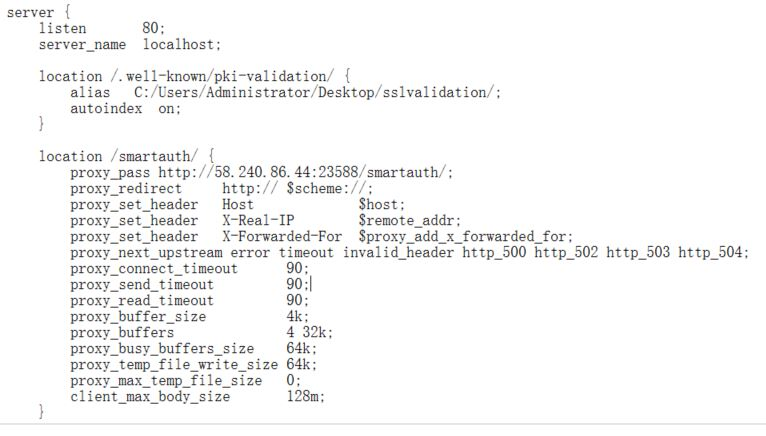 server {
    listen       80;
    server_name  localhost;

    location /.well-known/pki-validation/ {
        alias   C:/Users/Administrator/Desktop/sslvalidation/;
        autoindex  on;
    }

    location /smartauth/ {
        proxy_pass http://58.240.86.44:23588/smartauth/;
        proxy_redirect     http:// $scheme://;
        proxy_set_header   Host             $host;
        proxy_set_header   X-Real-IP        $remote_addr;
        proxy_set_header   X-Forwarded-For  $proxy_add_x_forwarded_for;
        proxy_next_upstream error timeout invalid_header http_500 http_502 http_503 http_504;
        proxy_connect_timeout      90;
        proxy_send_timeout         90;
        proxy_read_timeout         90;
        proxy_buffer_size          4k;
        proxy_buffers              4 32k;
        proxy_busy_buffers_size    64k;
        proxy_temp_file_write_size 64k;
        proxy_max_temp_file_size   0;
        client_max_body_size       128m;
    }